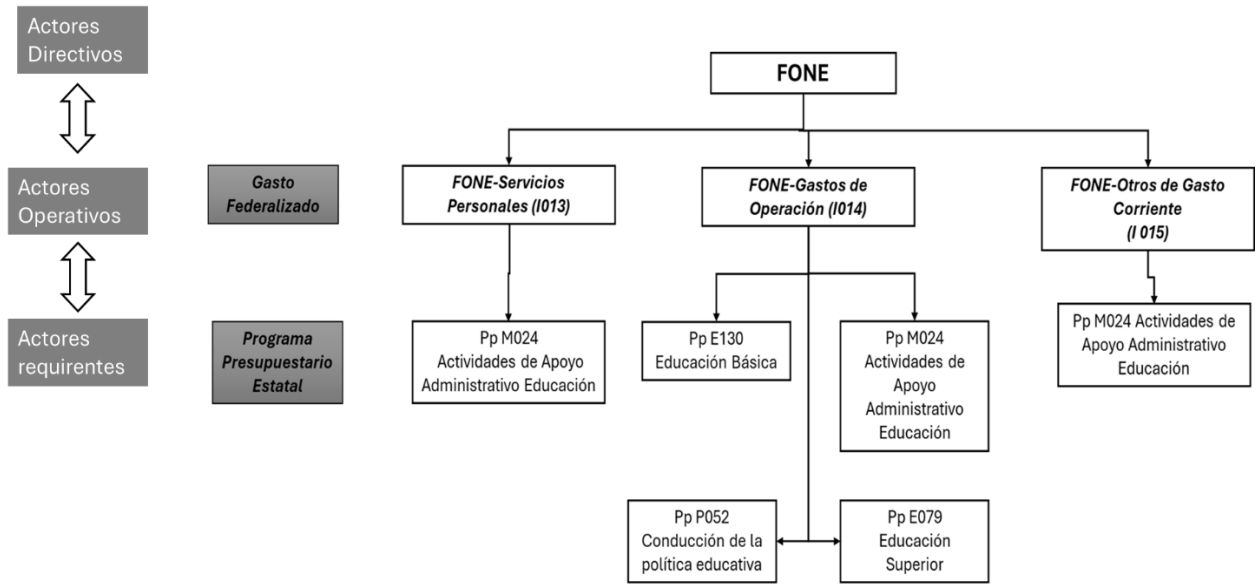 Actores
Directivos
FONE
Actores
Operativos
Gasto
Federalizado
FONE-Servicios
Personales (I013)
FONE-Gastos de
Operación (I014)
FONE-Otros de Gasto
Corriente
(I 015)
Actores
requirentes
Programa
Presupuestario
Estatal
Pp M024
Actividades de Apoyo
Administrativo Educación
Pp E130
Educación Básica
Pp M024
Actividades de
Apoyo
Administrativo
Educación
Pp M024 Actividades de
Apoyo Administrativo
Educación
Pp P052
Conducción de la
política educativa
Pp E079
Educación
Superior